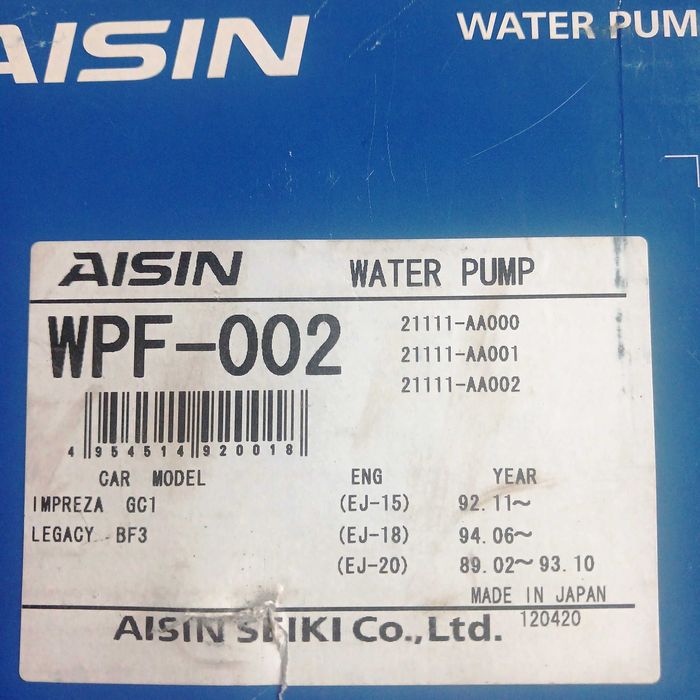 AISIN
WATER PUM
AISIN WATER PUMP
WPF-002
21111-AA000
21111-AA001
21111-AA002
4 954514 920018
CAR MODEL ENG YEAR
IMPREZA GC1 (EJ-15) 92.11~
LEGACY BF3 (EJ-18) 94.06~
(EJ-20) 89.02~93.10
MADE IN JAPAN
AISIN SEIKI Co.,Ltd. 120420